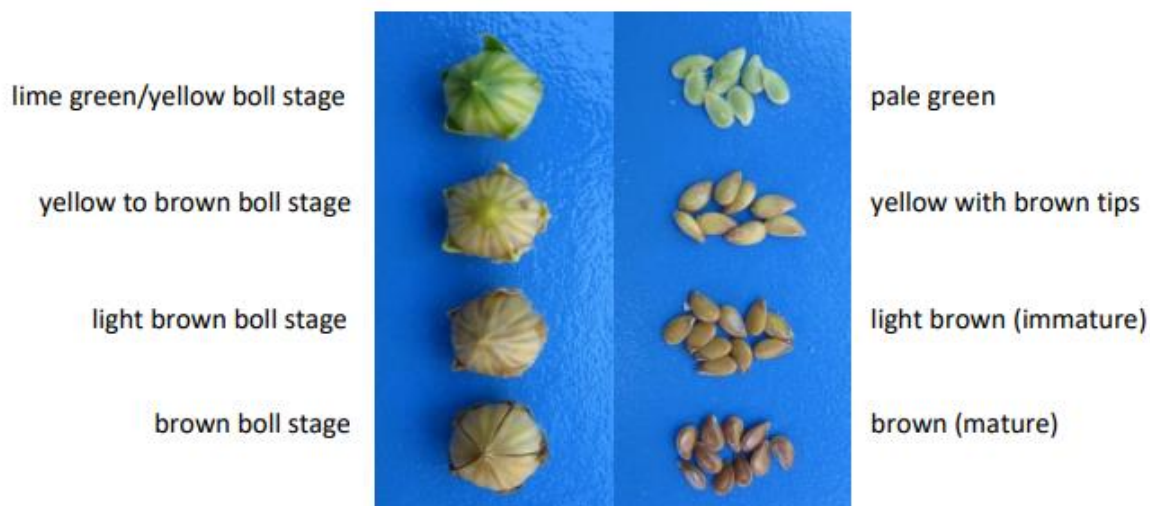 lime green/yellow boll stage
pale green
yellow to brown boll stage
yellow with brown tips
light brown boll stage
light brown (immature)
brown boll stage
brown (mature)